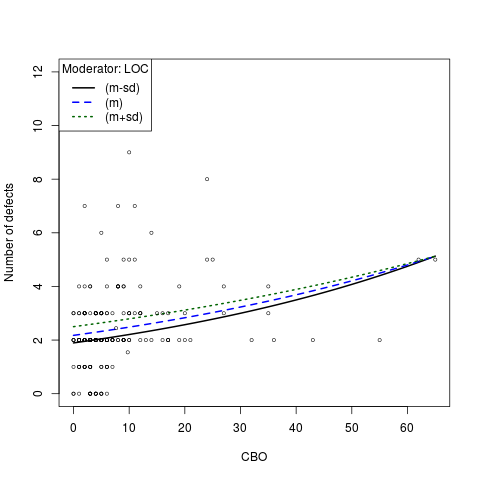 Moderator: LOC
(m-sd)
(m)
(m+sd)
Number of defects
12
10
8
6
4
2
0
0 10 20 30 40 50 60
CBO